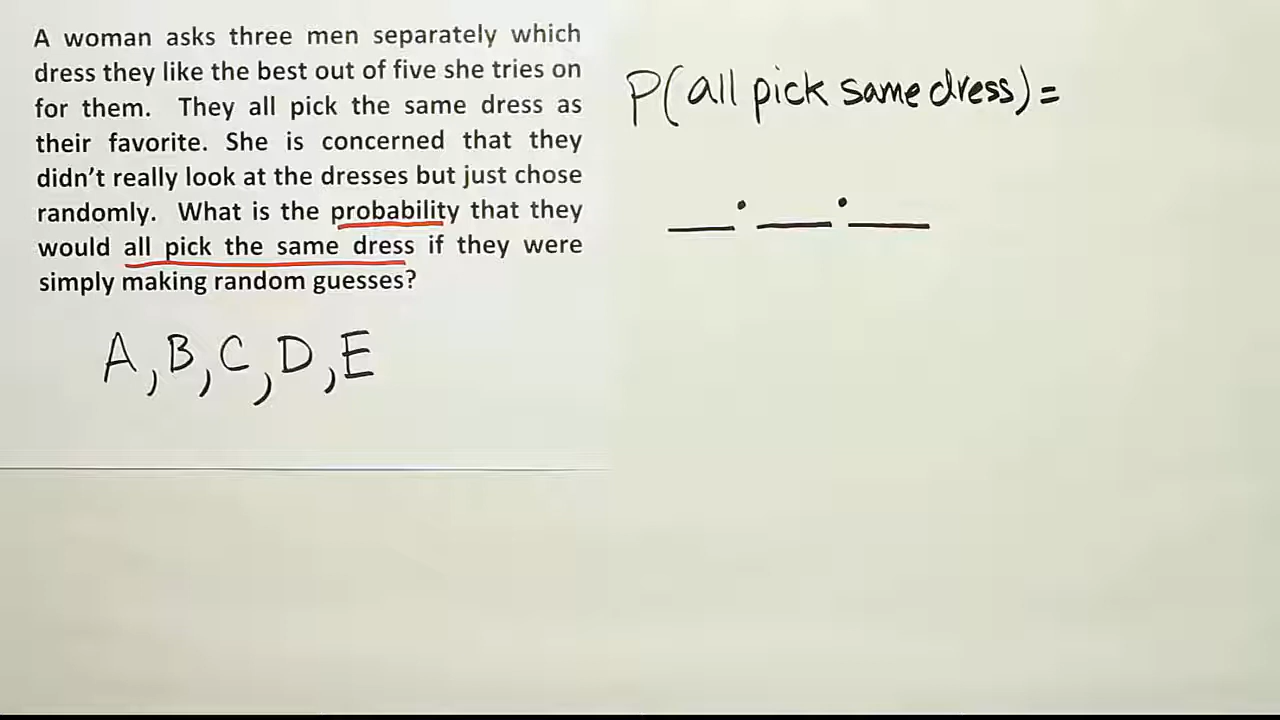 A woman asks three men separately which
dress they like the best out of five she tries on
for them. They all pick the same dress as
their favorite. She is concerned that they
didn't really look at the dresses but just chose
randomly. What is the probability that they
would all pick the same dress if they were
simply making random guesses?
A, B, C, D, E
P(all pick same dress) =
__ · __ · __